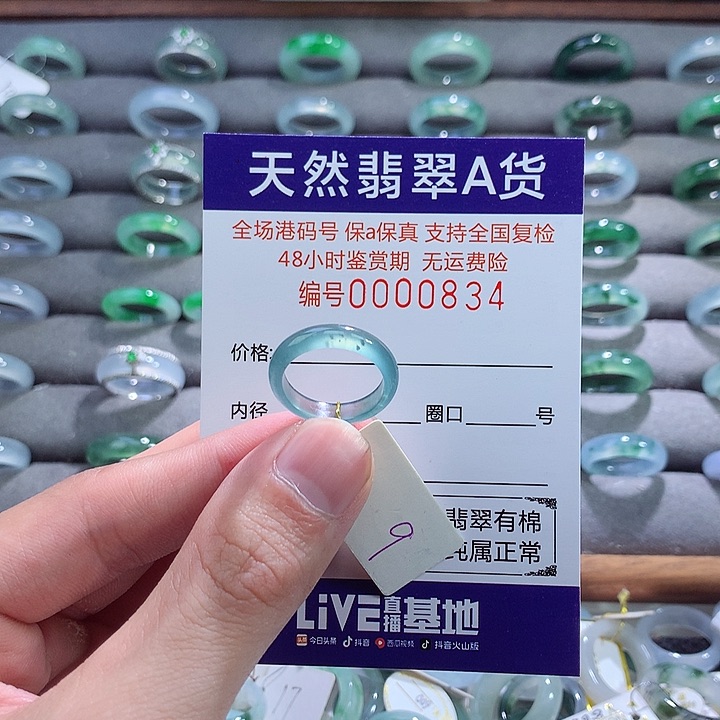 天然翡翠A货
全场港码号 保a保真 支持全国复检
48小时鉴赏期 无运费险
编号0000834
价格:
内径 圈口 号
翡翠有棉
纯属正常
9
LiVE直播基地
头条 今日头条 抖音 西瓜视频 抖音火山版
17